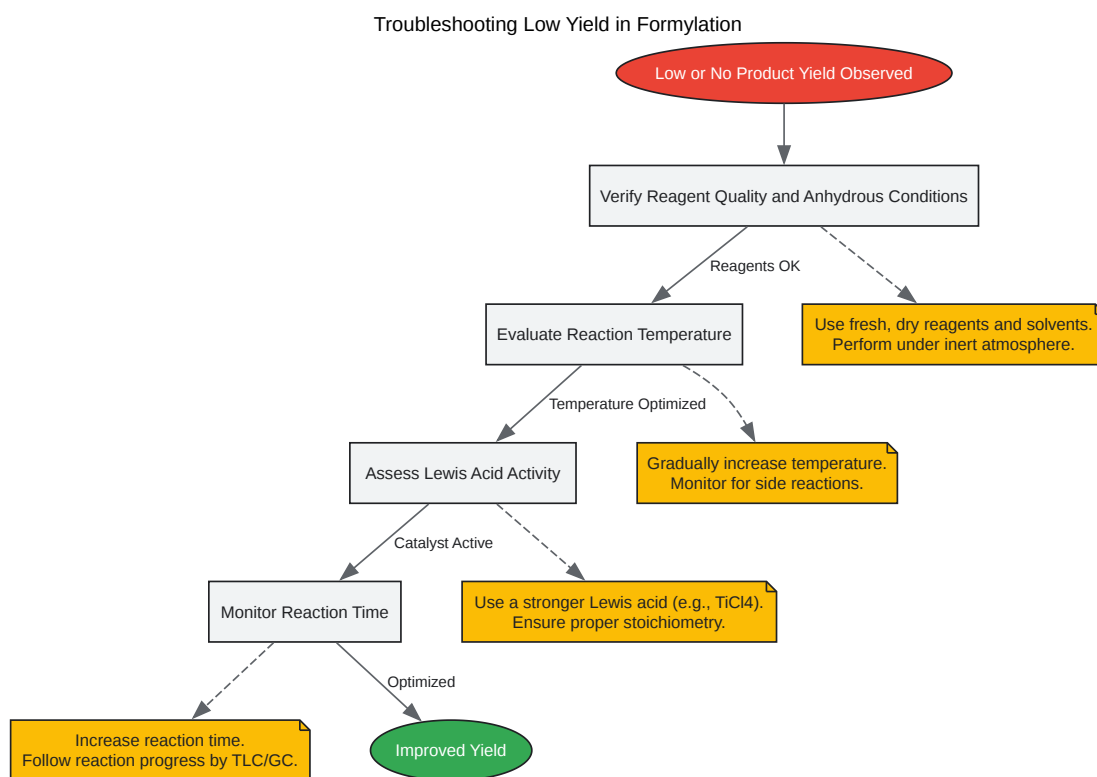 Troubleshooting Low Yield in Formylation
Low or No Product Yield Observed
Verify Reagent Quality and Anhydrous Conditions
Reagents OK
Evaluate Reaction Temperature
Use fresh, dry reagents and solvents.
Perform under inert atmosphere.
Temperature Optimized
Assess Lewis Acid Activity
Gradually increase temperature.
Monitor for side reactions.
Catalyst Active
Monitor Reaction Time
Use a stronger Lewis acid (e.g., TiCl4).
Ensure proper stoichiometry.
Optimized
Increase reaction time.
Follow reaction progress by TLC/GC.
Improved Yield